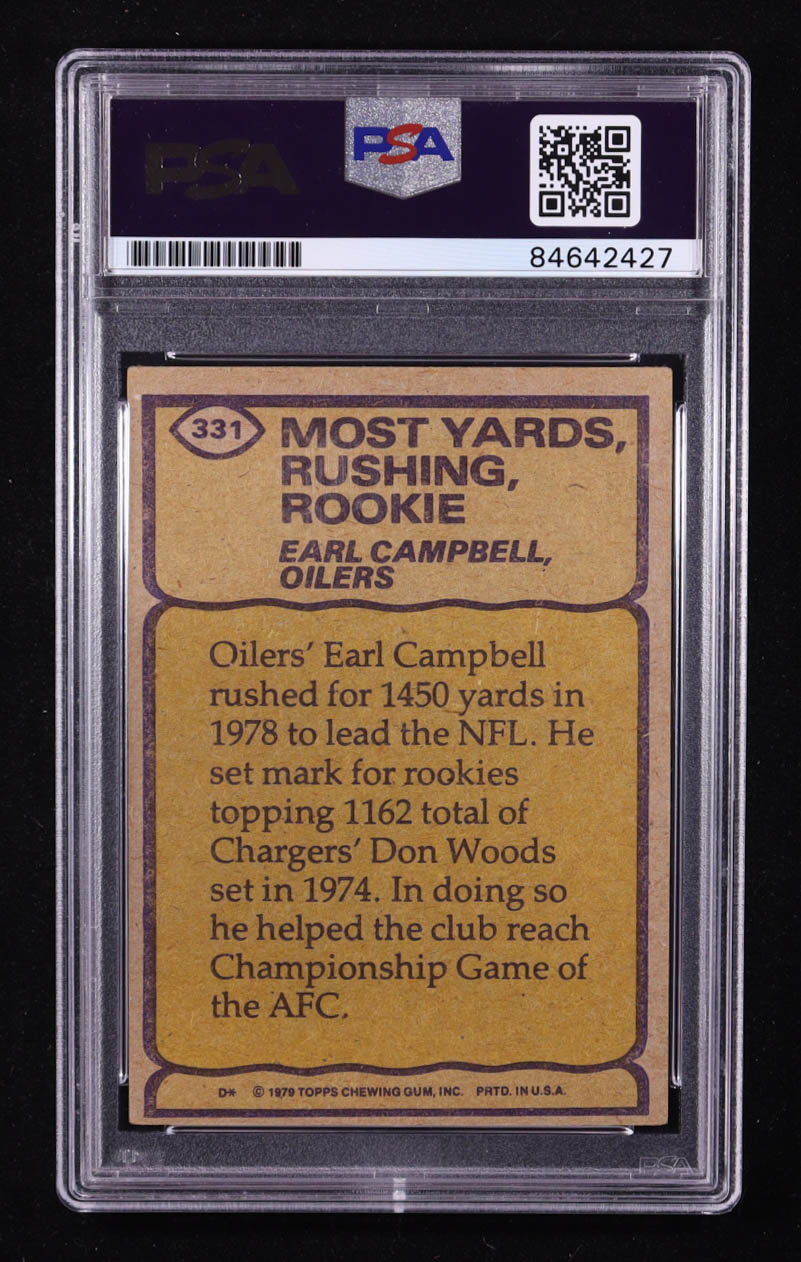 PSA
PSA
84642427
331
MOST YARDS,
RUSHING,
ROOKIE
EARL CAMPBELL,
OILERS
Oilers' Earl Campbell
rushed for 1450 yards in
1978 to lead the NFL. He
set mark for rookies
topping 1162 total of
Chargers' Don Woods
set in 1974. In doing so
he helped the club reach
Championship Game of
the AFC.
D* © 1979 TOPPS CHEWING GUM, INC. PRTD. IN U.S.A.
PSA